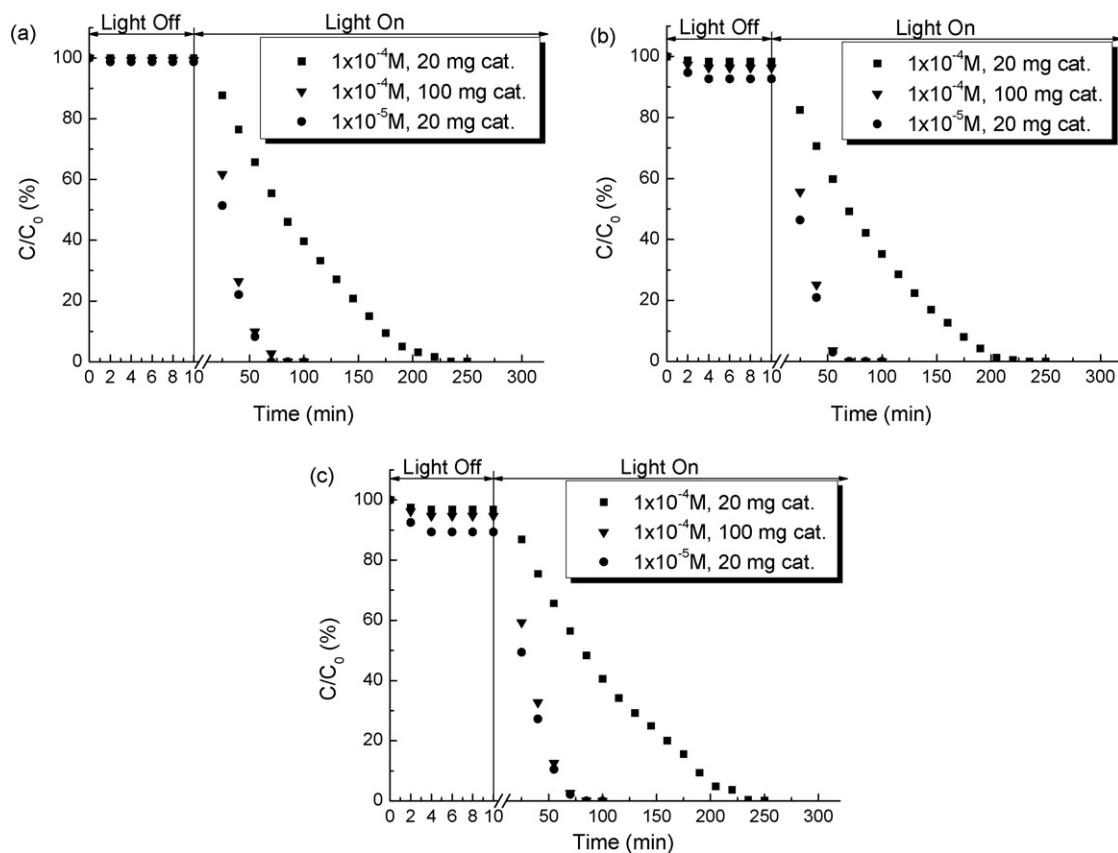 (a)
Light Off
Light On
1x10⁻⁴M, 20 mg cat.
1x10⁻⁴M, 100 mg cat.
1x10⁻⁵M, 20 mg cat.
C/C₀ (%)
100
80
60
40
20
0
0 2 4 6 8 10 50 100 150 200 250 300
Time (min)
(b)
Light Off
Light On
1x10⁻⁴M, 20 mg cat.
1x10⁻⁴M, 100 mg cat.
1x10⁻⁵M, 20 mg cat.
C/C₀ (%)
100
80
60
40
20
0
0 2 4 6 8 10 50 100 150 200 250 300
Time (min)
(c)
Light Off
Light On
1x10⁻⁴M, 20 mg cat.
1x10⁻⁴M, 100 mg cat.
1x10⁻⁵M, 20 mg cat.
C/C₀ (%)
100
80
60
40
20
0
0 2 4 6 8 10 50 100 150 200 250 300
Time (min)